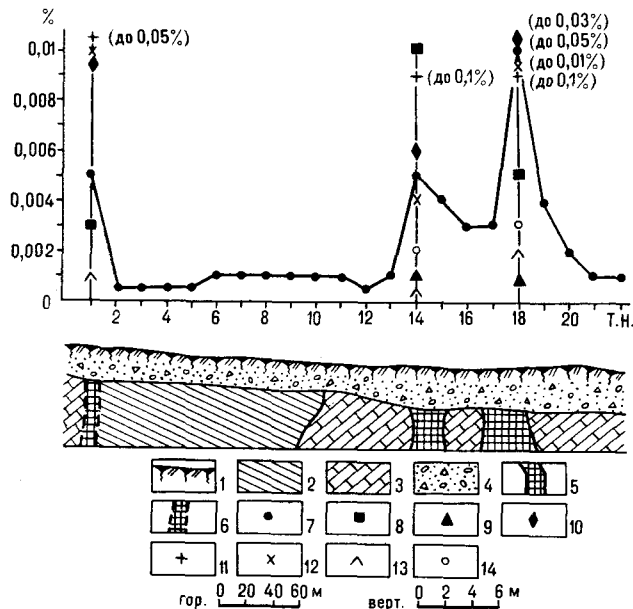 %
0,01
0,008
0,006
0,004
0,002
0
(до 0,05%)
(до 0,1%)
(до 0,03%)
(до 0,05%)
(до 0,01%)
(до 0,1%)
2 4 6 8 10 12 14 16 18 20 Т.Н.
1 2 3 4 5
6 7 8 9 10
11 12 13 14
гор. 0 20 40 60 м верт. 0 2 4 6 м